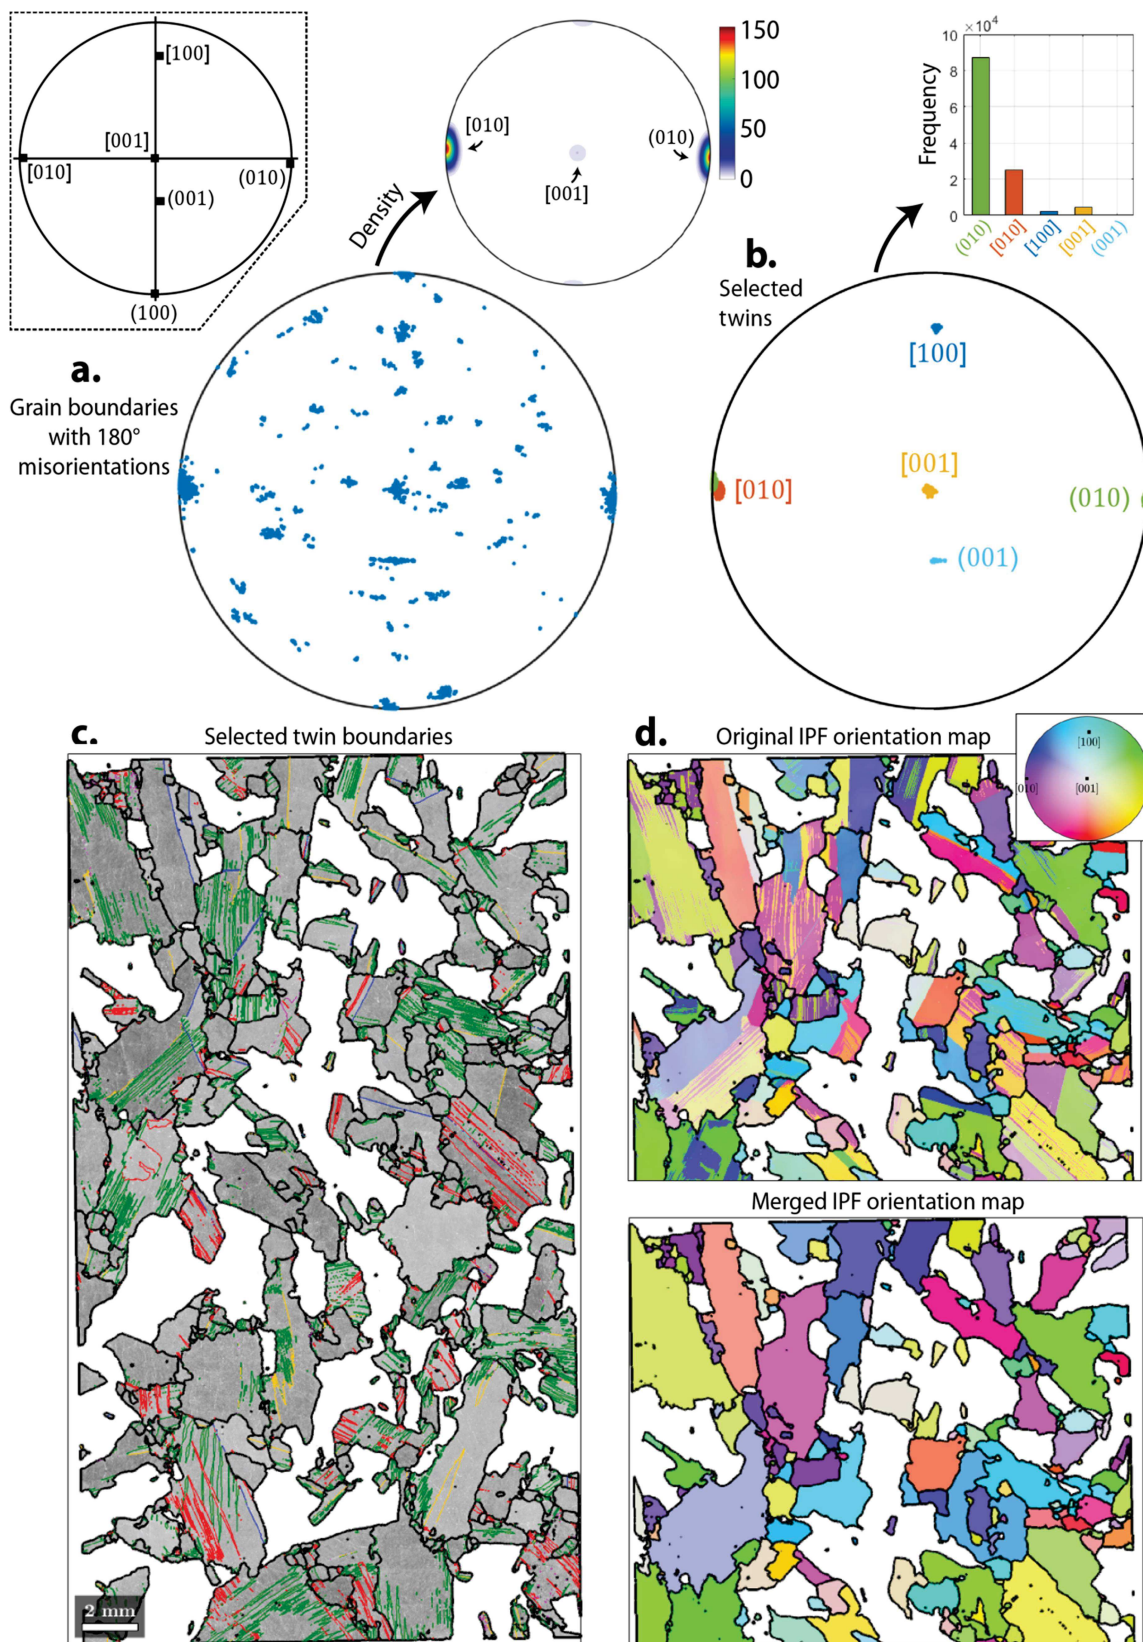 [100]
[001]
[010]
(010)
(001)
(100)
[010]
(010)
[001]
150
100
50
0
Density
×10⁴
10
8
6
4
2
0
Frequency
(010)
[010]
[100]
[001]
(001)
a.
Grain boundaries
with 180°
misorientations
b.
Selected
twins
[100]
[001]
[010]
(010)
(001)
c.
Selected twin boundaries
2 mm
d.
Original IPF orientation map
[100]
010]
[001]
Merged IPF orientation map